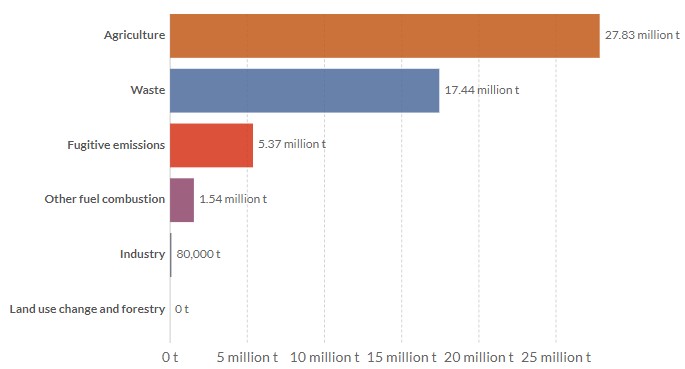 Agriculture 27.83 million t
Waste 17.44 million t
Fugitive emissions 5.37 million t
Other fuel combustion 1.54 million t
Industry 80,000 t
Land use change and forestry 0 t
0 t 5 million t 10 million t 15 million t 20 million t 25 million t